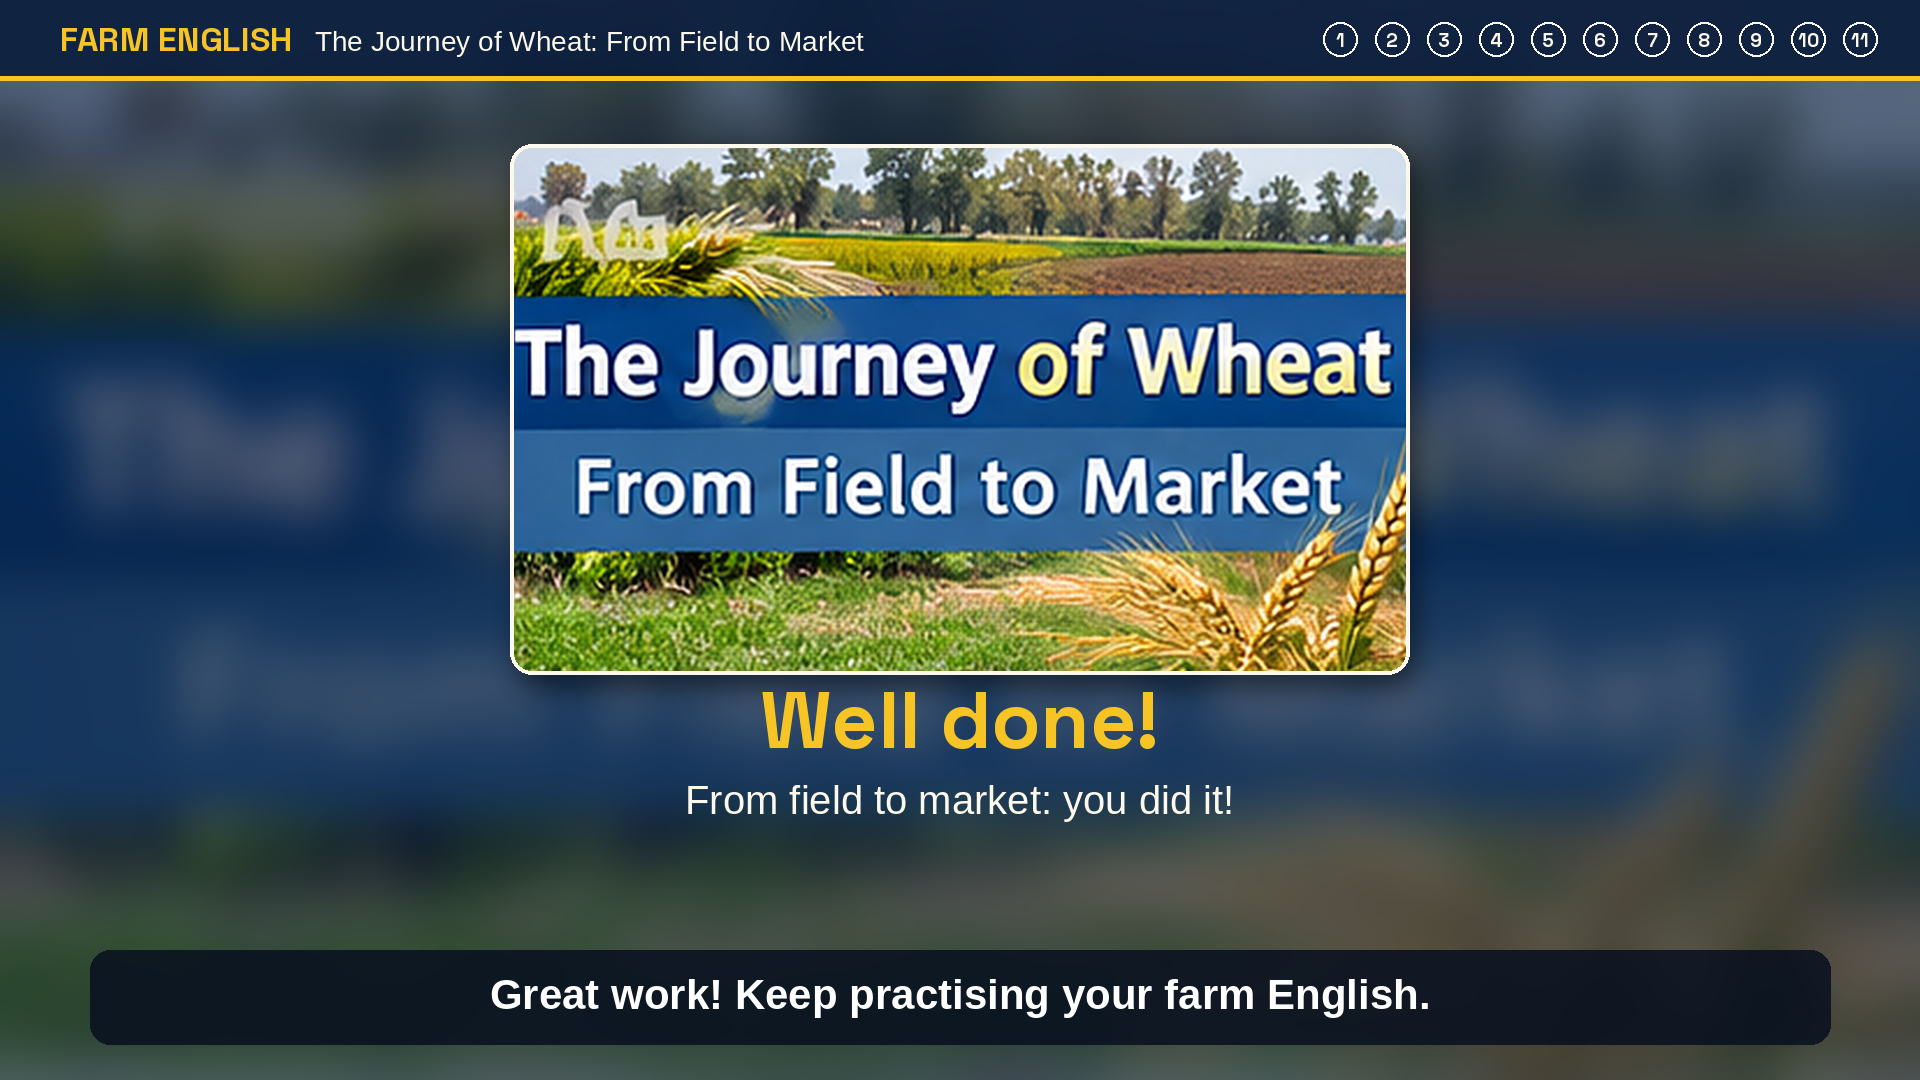 FARM ENGLISH The Journey of Wheat: From Field to Market 1 2 3 4 5 6 7 8 9 10 11
The Journey of Wheat
From Field to Market
Well done!
From field to market: you did it!
Great work! Keep practising your farm English.